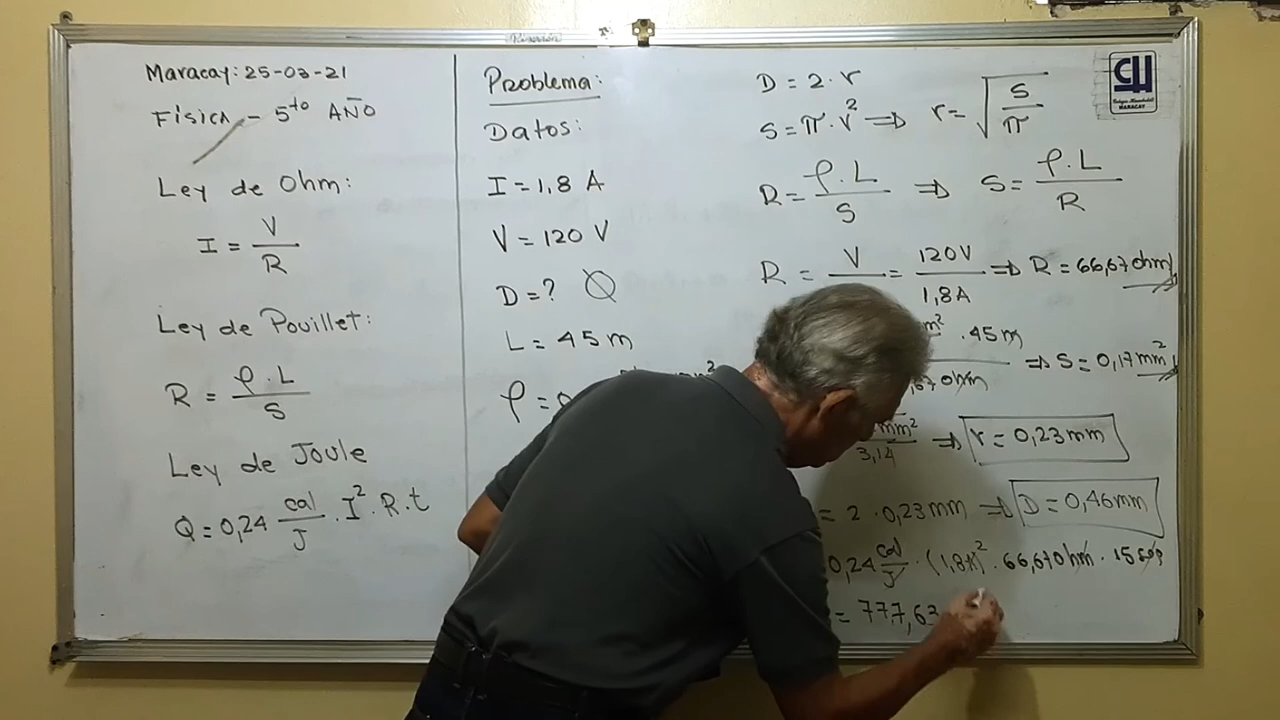 Maracay: 25-03-21
Física - 5to AÑO
Ley de Ohm:
I = V / R
Ley de Pouillet:
R = ρ.L / S
Ley de Joule
Q = 0,24 cal/J . I² . R . t
Problema:
Datos:
I = 1,8 A
V = 120 V
D = ? Ø
L = 45 m
ρ =
D = 2 . r
S = π . r² => r = √(S / π)
R = ρ.L / S => S = ρ.L / R
R = V / = 120V / 1,8A => R = 66,67 ohm
. 45 m / ohm => S = 0,17 mm²
mm² / 3,14 => r = 0,23 mm
= 2 . 0,23 mm => D = 0,46 mm
0,24 cal/J . (1,8A)² . 66,67 ohm . 15 seg
= 777,63
CJH
MARACAY